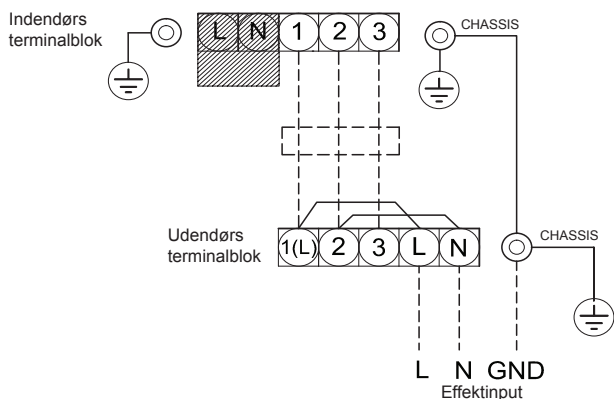 Indendørs
terminalblok
L N 1 2 3
CHASSIS
Udendørs
terminalblok
1(L) 2 3 L N
CHASSIS
L N GND
Effektinput